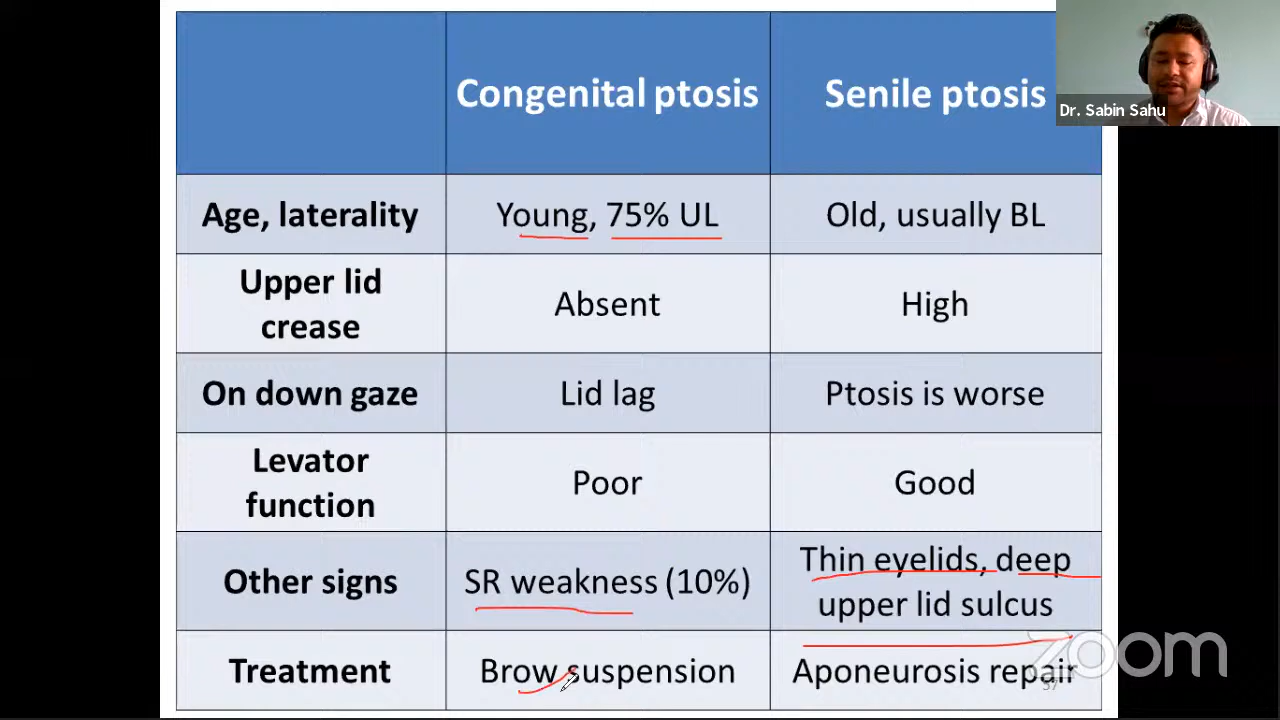 Congenital ptosis
Senile ptosis
Dr. Sabin Sahu
Age, laterality
Young, 75% UL
Old, usually BL
Upper lid
crease
Absent
High
On down gaze
Lid lag
Ptosis is worse
Levator
function
Poor
Good
Other signs
SR weakness (10%)
Thin eyelids, deep
upper lid sulcus
Treatment
Brow suspension
Aponeurosis repair
zoom
37